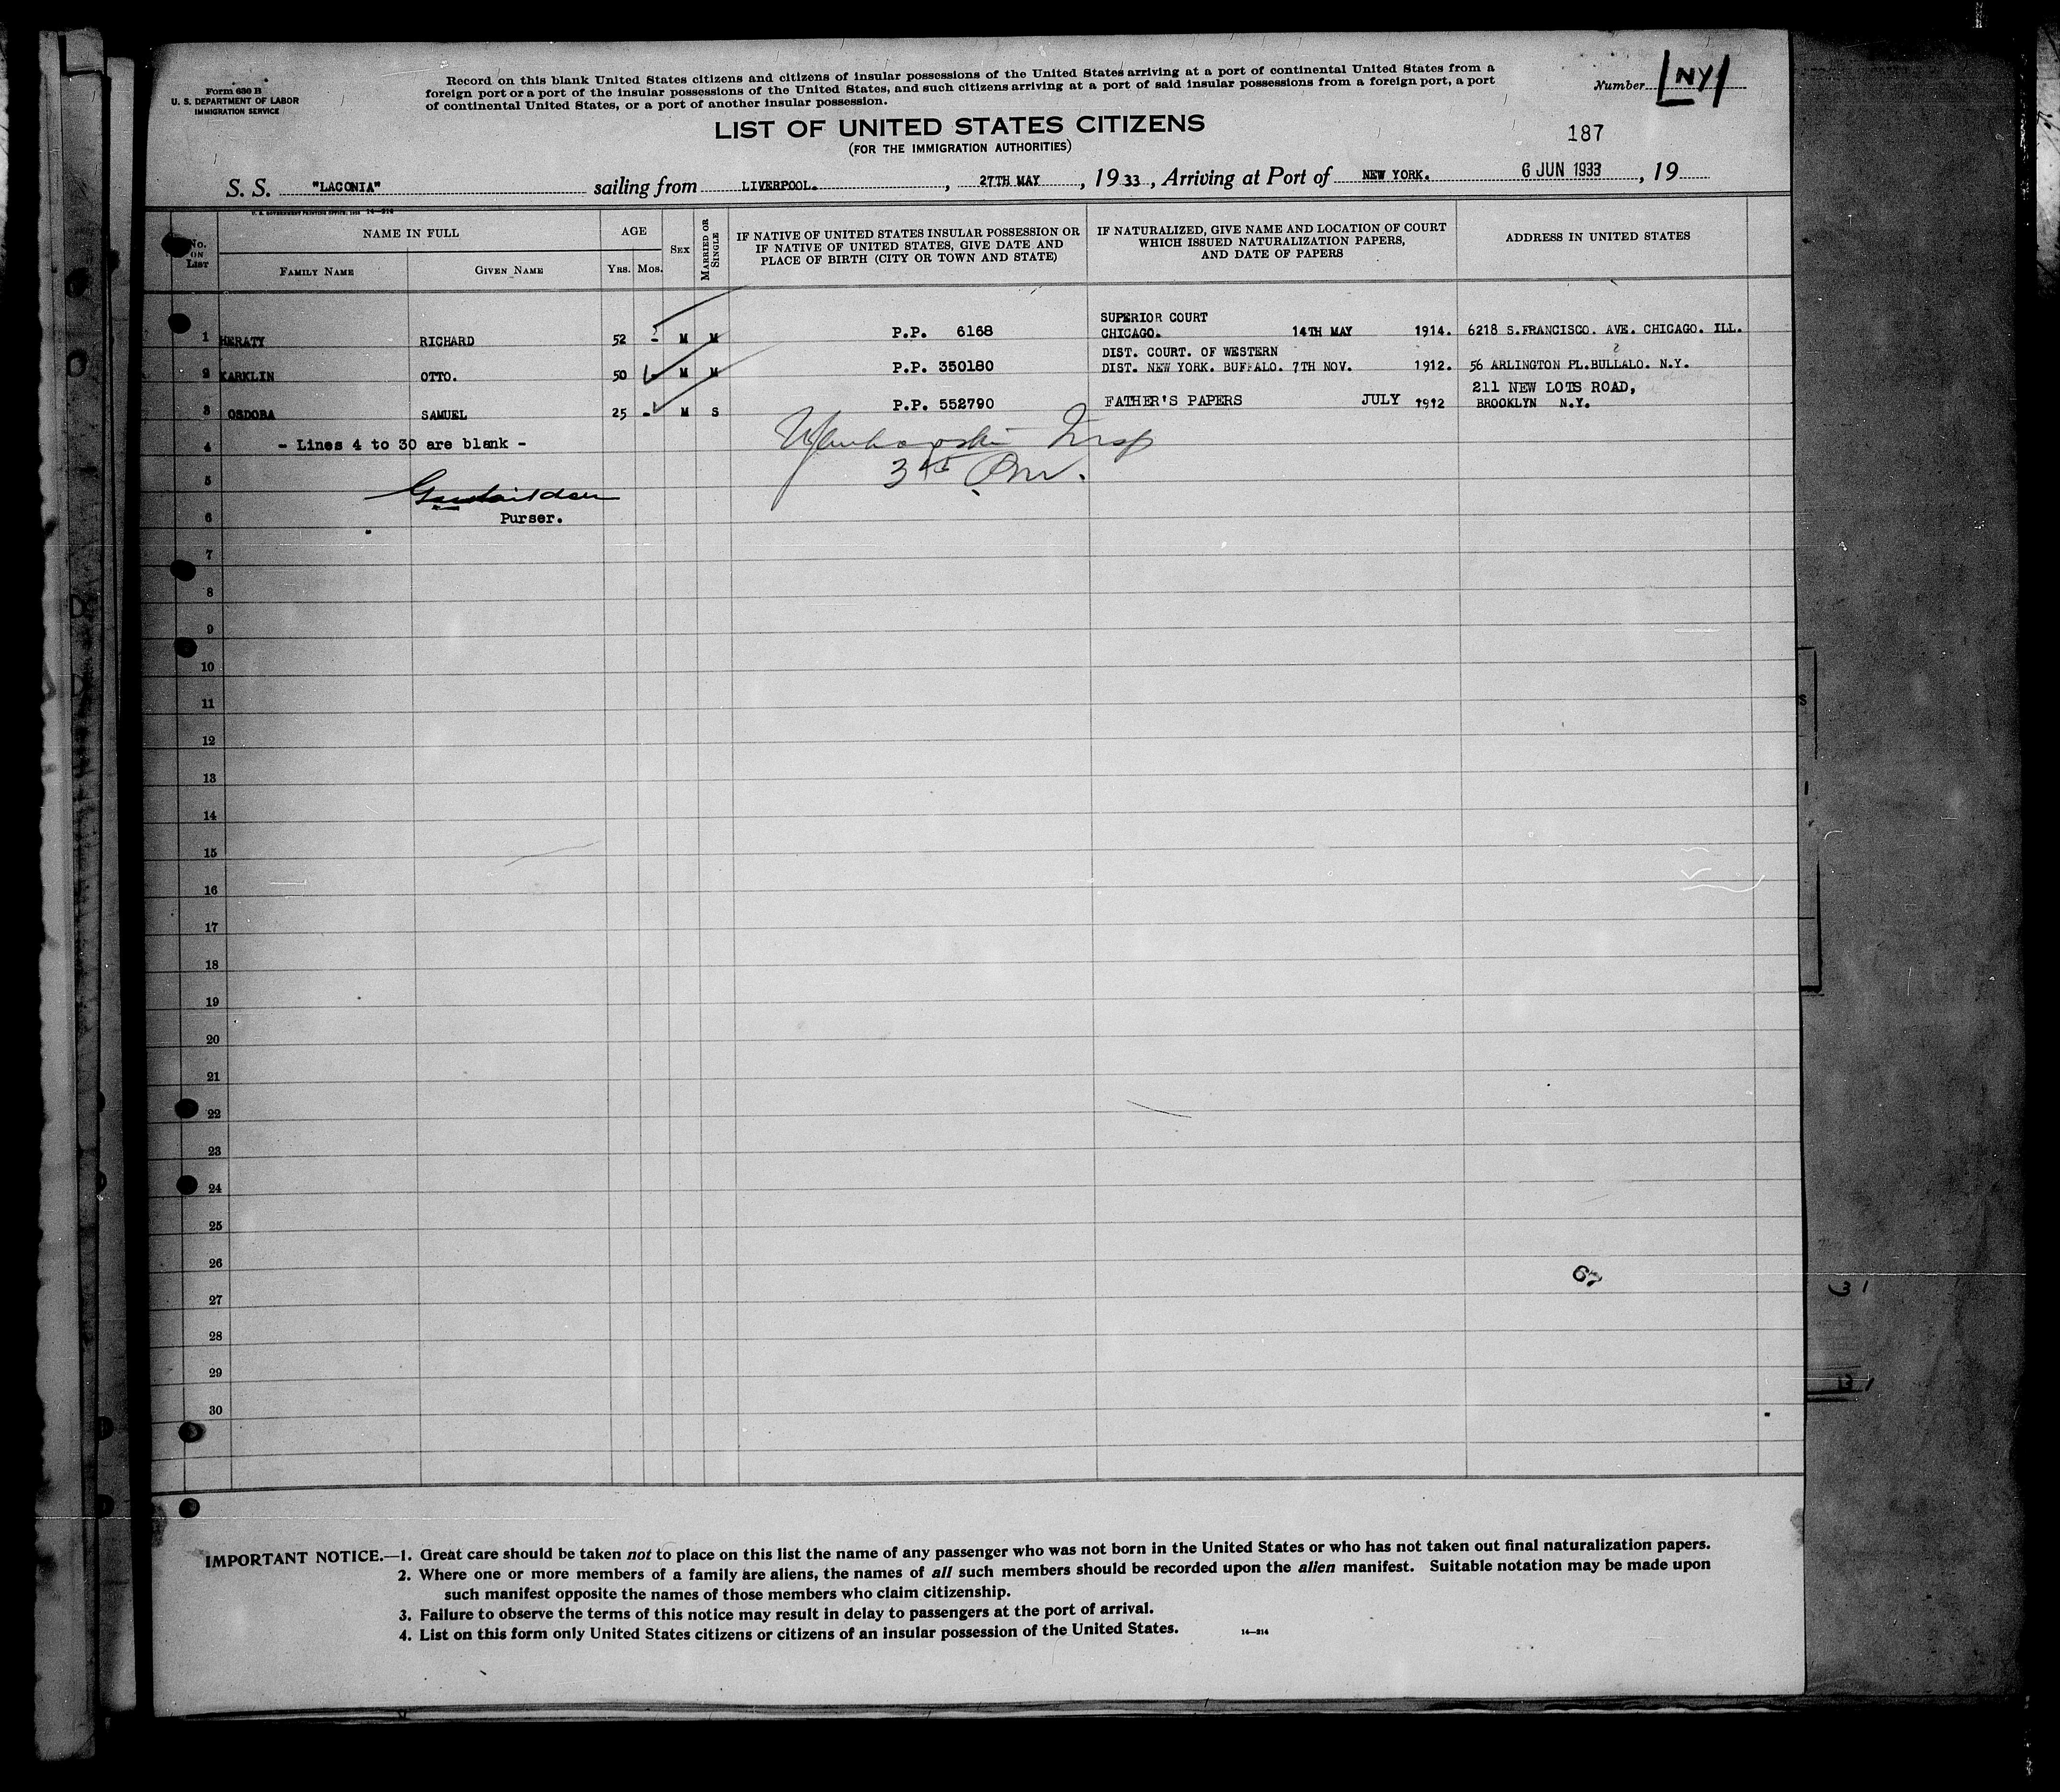 Form 630 B
U. S. DEPARTMENT OF LABOR
IMMIGRATION SERVICE
Record on this blank United States citizens and citizens of insular possessions of the United States arriving at a port of continental United States from a
foreign port or a port of the insular possessions of the United States, and such citizens arriving at a port of said insular possessions from a foreign port, a port
of continental United States, or a port of another insular possession.
Number NY
LIST OF UNITED STATES CITIZENS
(FOR THE IMMIGRATION AUTHORITIES)
187
S. S. "LACONIA" sailing from LIVERPOOL. , 27TH MAY , 1933 , Arriving at Port of NEW YORK. 6 JUN 1933 , 19
No. ON LIST
NAME IN FULL
FAMILY NAME GIVEN NAME
AGE
YRS. MOS.
SEX
MARRIED OR SINGLE
IF NATIVE OF UNITED STATES INSULAR POSSESSION OR
IF NATIVE OF UNITED STATES, GIVE DATE AND
PLACE OF BIRTH (CITY OR TOWN AND STATE)
IF NATURALIZED, GIVE NAME AND LOCATION OF COURT
WHICH ISSUED NATURALIZATION PAPERS,
AND DATE OF PAPERS
ADDRESS IN UNITED STATES
SUPERIOR COURT
1 HERATY RICHARD 52 - M M P.P. 6168 CHICAGO. 14TH MAY 1914. 6218 S.FRANCISCO. AVE. CHICAGO. ILL.
DIST. COURT. OF WESTERN
2 KARKLIN OTTO. 50 M M P.P. 350180 DIST. NEW YORK. BUFFALO. 7TH NOV. 1912. 56 ARLINGTON PL.BULLALO. N.Y.
211 NEW LOTS ROAD,
3 OSDOBA SAMUEL 25 - M S P.P. 552790 FATHER'S PAPERS JULY 1912 BROOKLYN N.Y.
4 - Lines 4 to 30 are blank -
Insp
5
6 Purser.
7
8
9
10
11
12
13
14
15
16
17
18
19
20
21
22
23
24
25
26
67
27
28
29
30
IMPORTANT NOTICE.—1. Great care should be taken not to place on this list the name of any passenger who was not born in the United States or who has not taken out final naturalization papers.
2. Where one or more members of a family are aliens, the names of all such members should be recorded upon the alien manifest. Suitable notation may be made upon
such manifest opposite the names of those members who claim citizenship.
3. Failure to observe the terms of this notice may result in delay to passengers at the port of arrival.
4. List on this form only United States citizens or citizens of an insular possession of the United States. 14—214